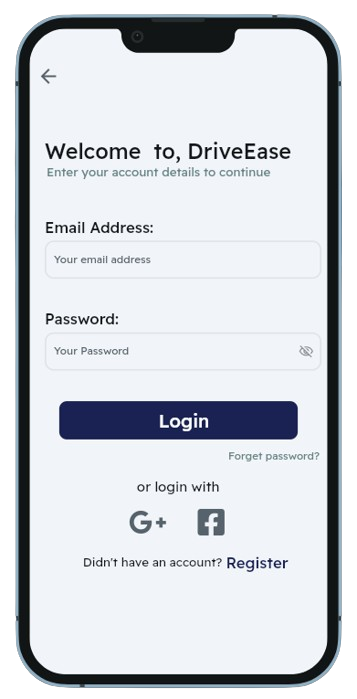 Welcome  to, DriveEase
Enter your account details to continue
Email Address:
Your email address
Password:
Your Password
Login
Forget password?
or login with
G+
Didn't have an account? Register